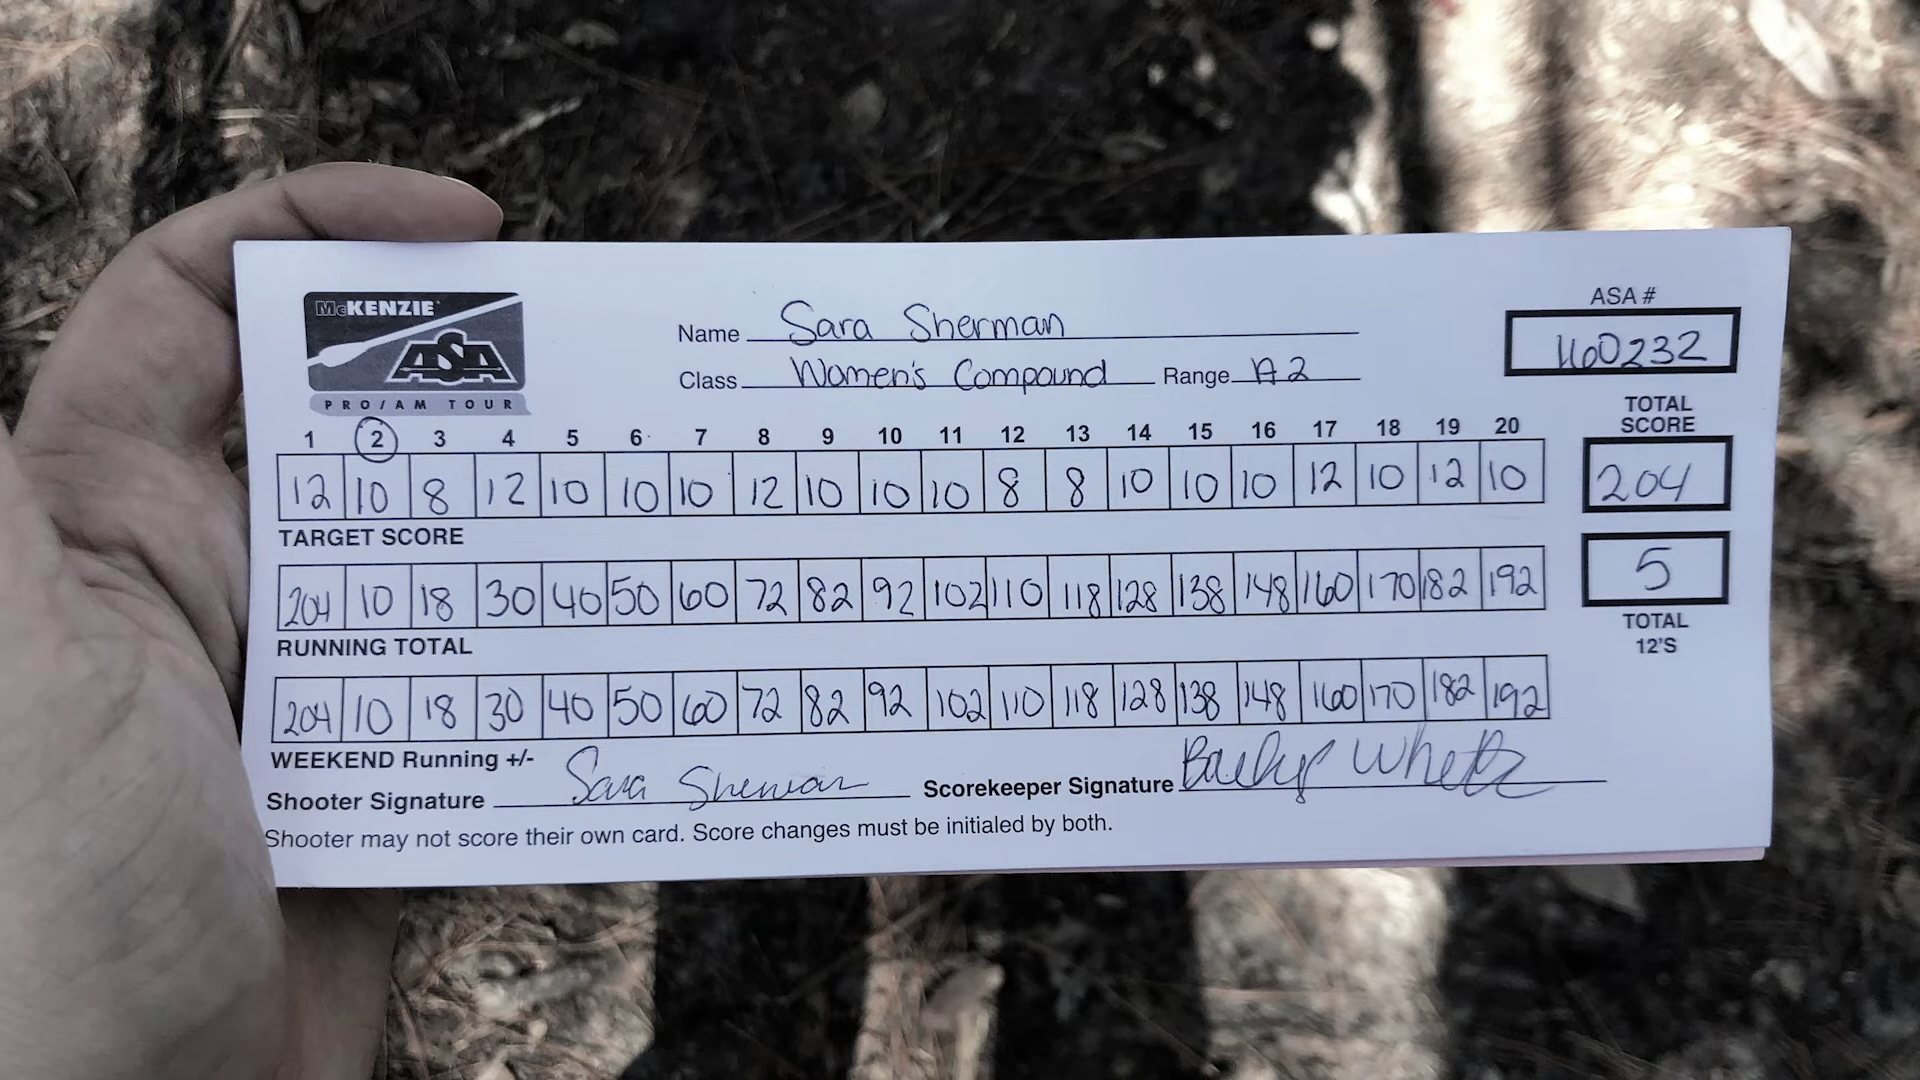 McKENZIE
ASA
PRO/AM TOUR
Name Sara Sherman
Class Women's Compound Range A2
ASA #
160232
1 2 3 4 5 6 7 8 9 10 11 12 13 14 15 16 17 18 19 20
12 10 8 12 10 10 10 12 10 10 10 8 8 10 10 10 12 10 12 10
TARGET SCORE
TOTAL
SCORE
204
204 10 18 30 40 50 60 72 82 92 102 110 118 128 138 148 160 170 182 192
RUNNING TOTAL
5
TOTAL
12'S
204 10 18 30 40 50 60 72 82 92 102 110 118 128 138 148 160 170 182 192
WEEKEND Running +/-
Shooter Signature Sara Sherman Scorekeeper Signature
Shooter may not score their own card. Score changes must be initialed by both.